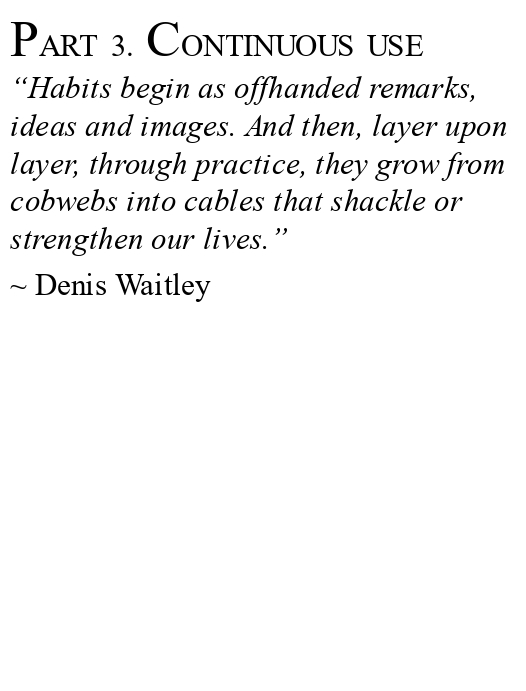 PART 3. CONTINUOUS USE
“Habits begin as offhanded remarks,
ideas and images. And then, layer upon
layer, through practice, they grow from
cobwebs into cables that shackle or
strengthen our lives.”
~ Denis Waitley